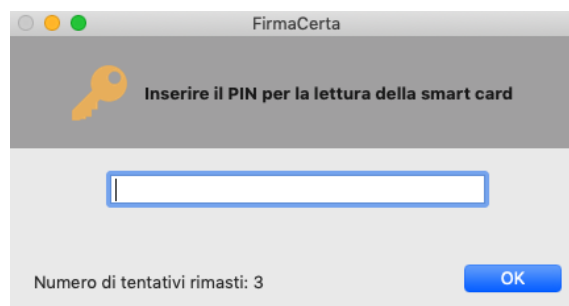 FirmaCerta
Inserire il PIN per la lettura della smart card
Numero di tentativi rimasti: 3
OK